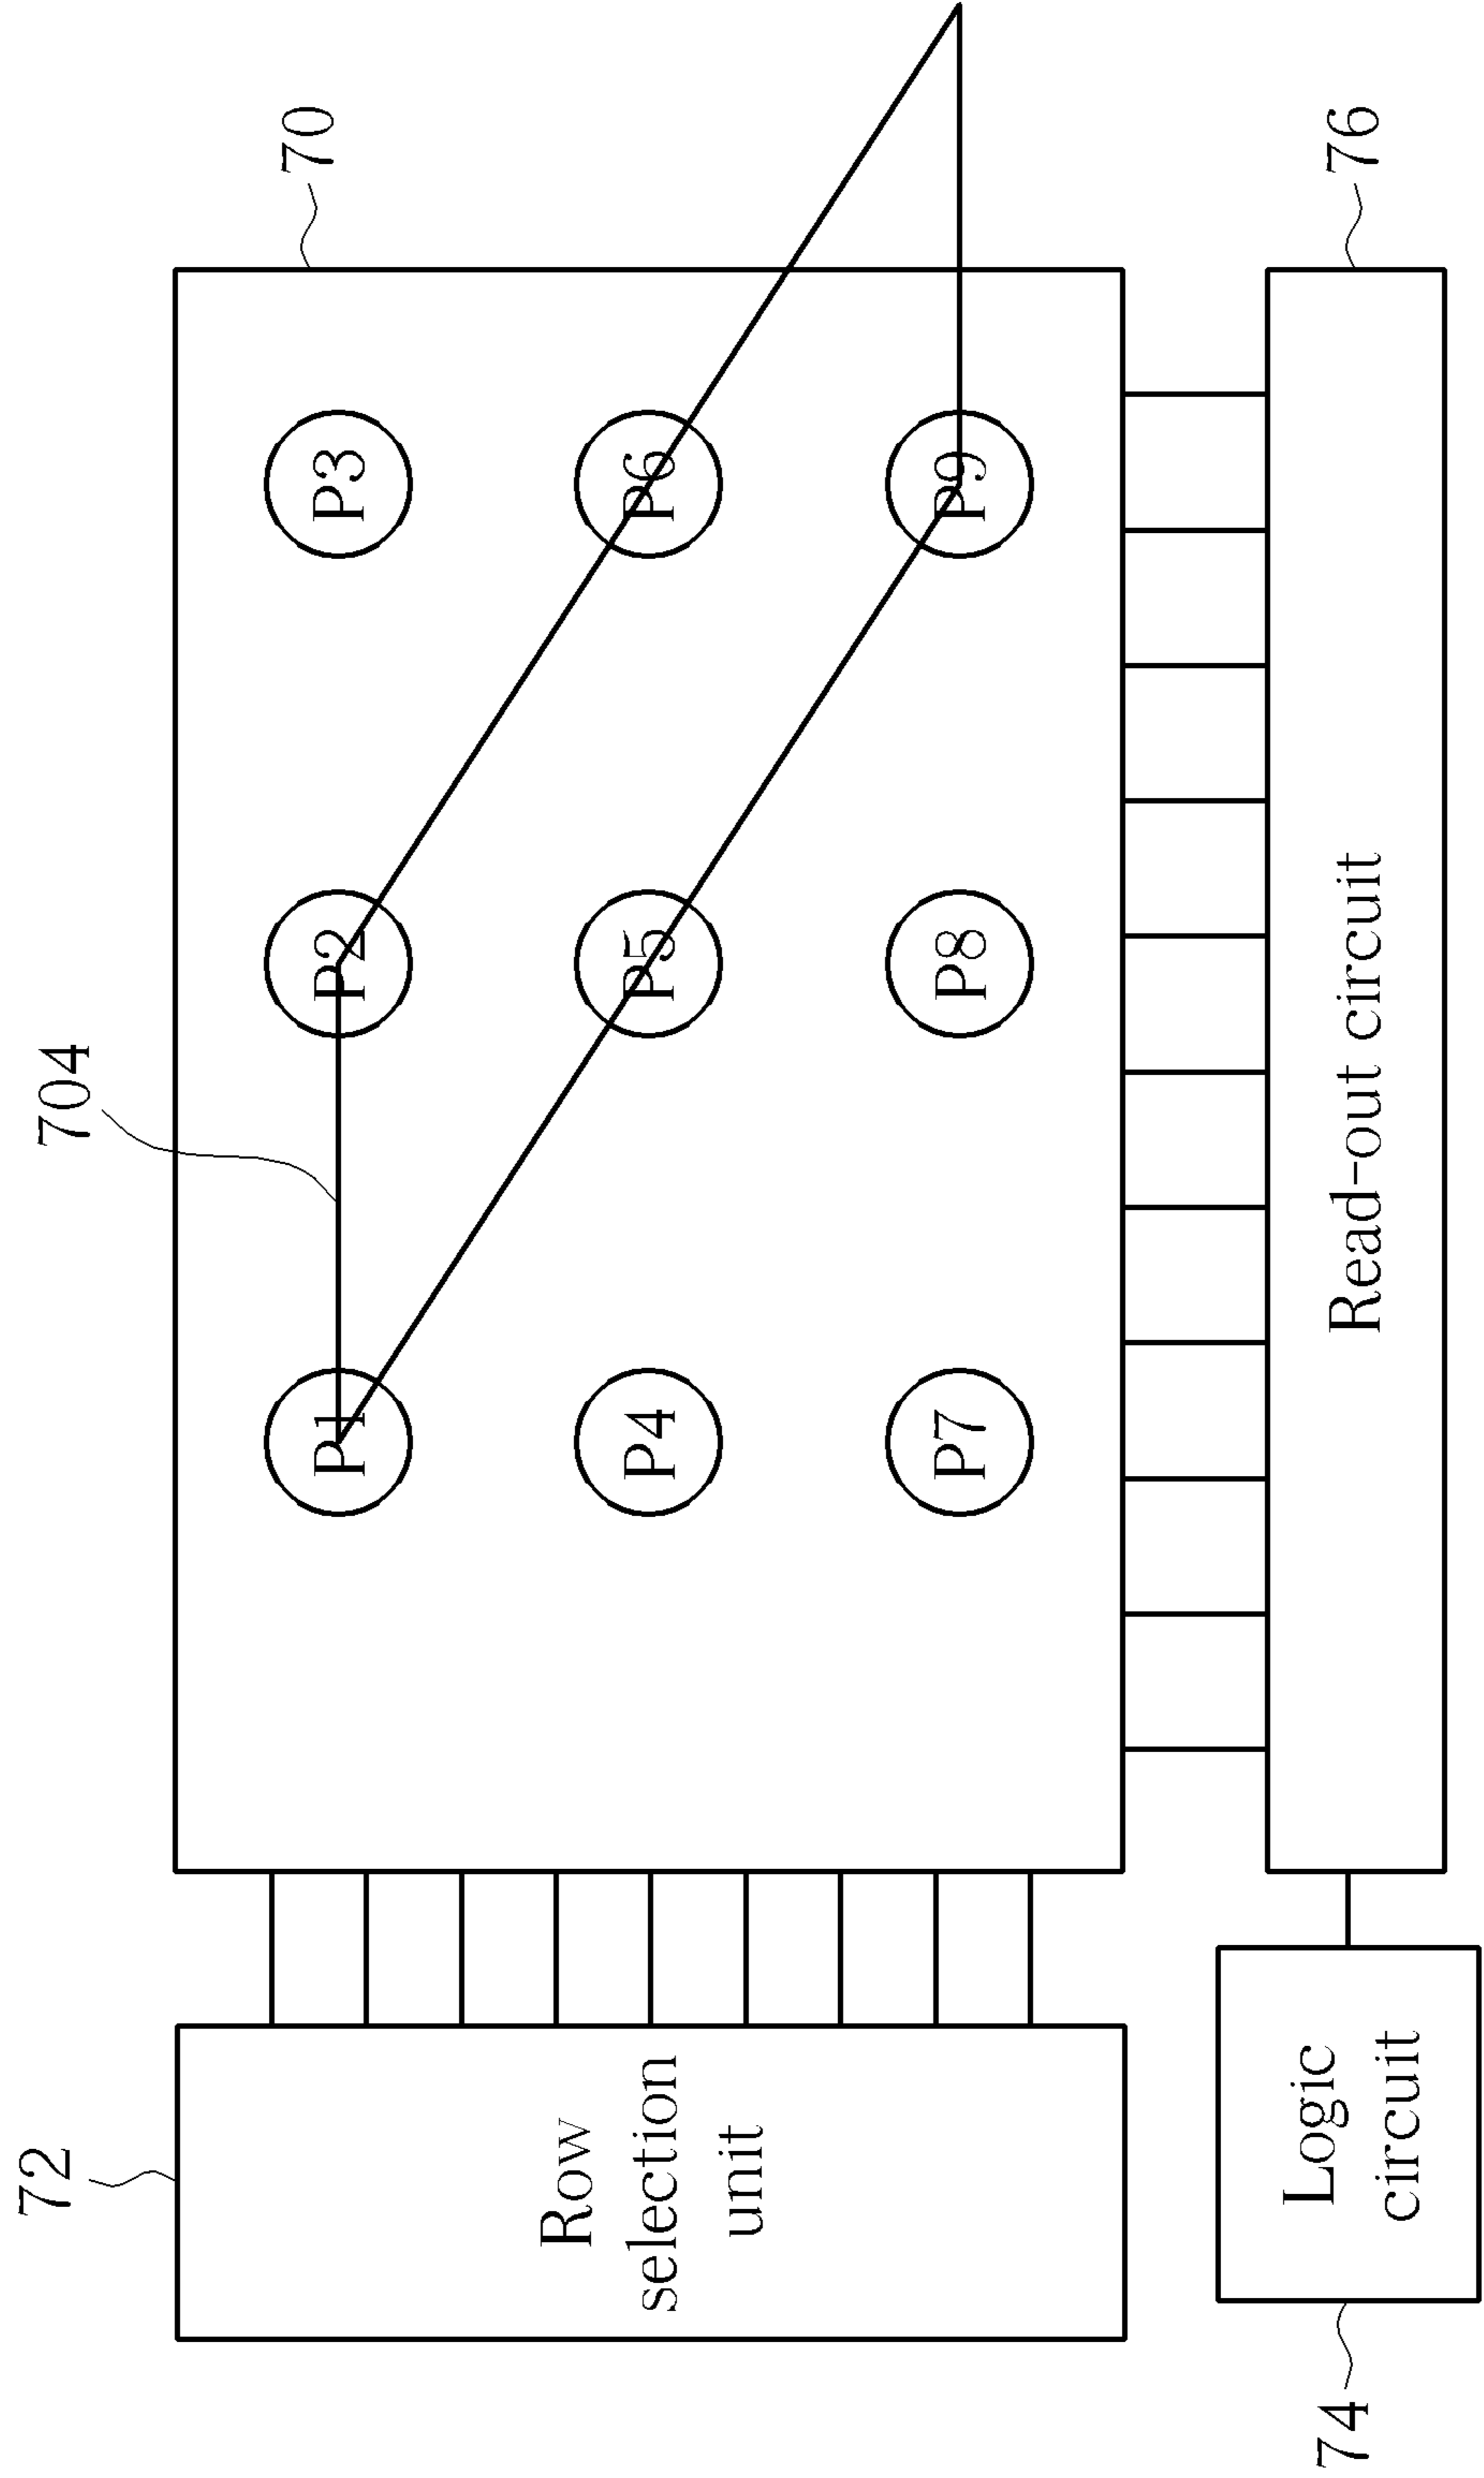 704
70
P1
P2
P3
72
Row
selection
unit
P4
P5
P6
P7
P8
P9
74
Logic
circuit
Read-out circuit
76